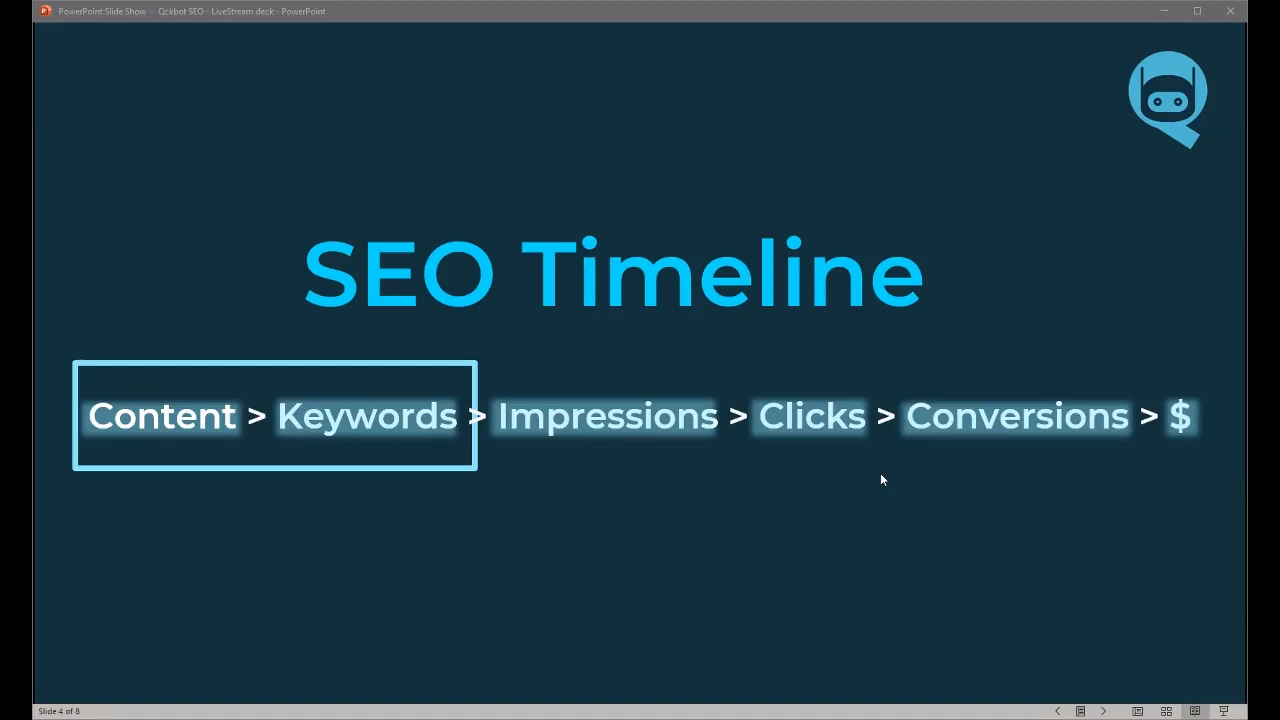 PowerPoint Slide Show - Qckbot SEO - LiveStream deck - PowerPoint
SEO Timeline
Content > Keywords > Impressions > Clicks > Conversions > $
Slide 4 of 8